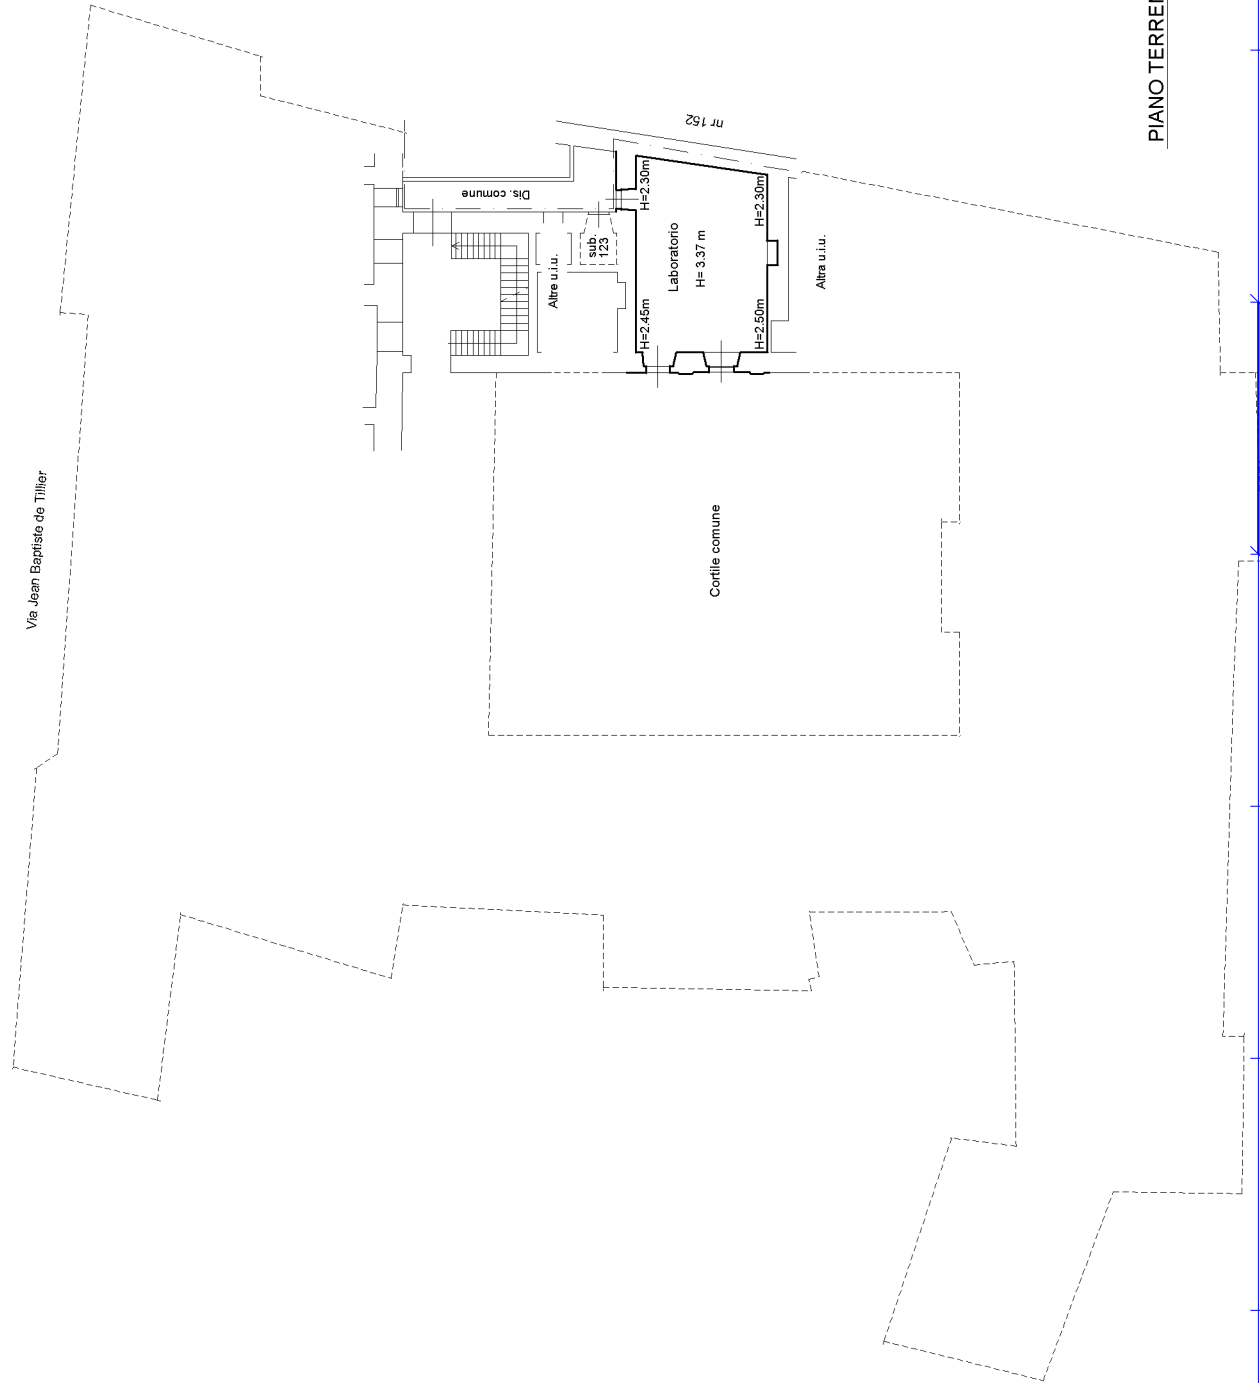 PIANO TERRE
Via Jean Baptiste de Tillier
nr 152
Dis. comune
H=2.30m
sub.
123
Altre u.i.u.
Laboratorio
H= 3.37 m
H=2.30m
H=2.45m
H=2.50m
Altra u.i.u.
Cortile comune